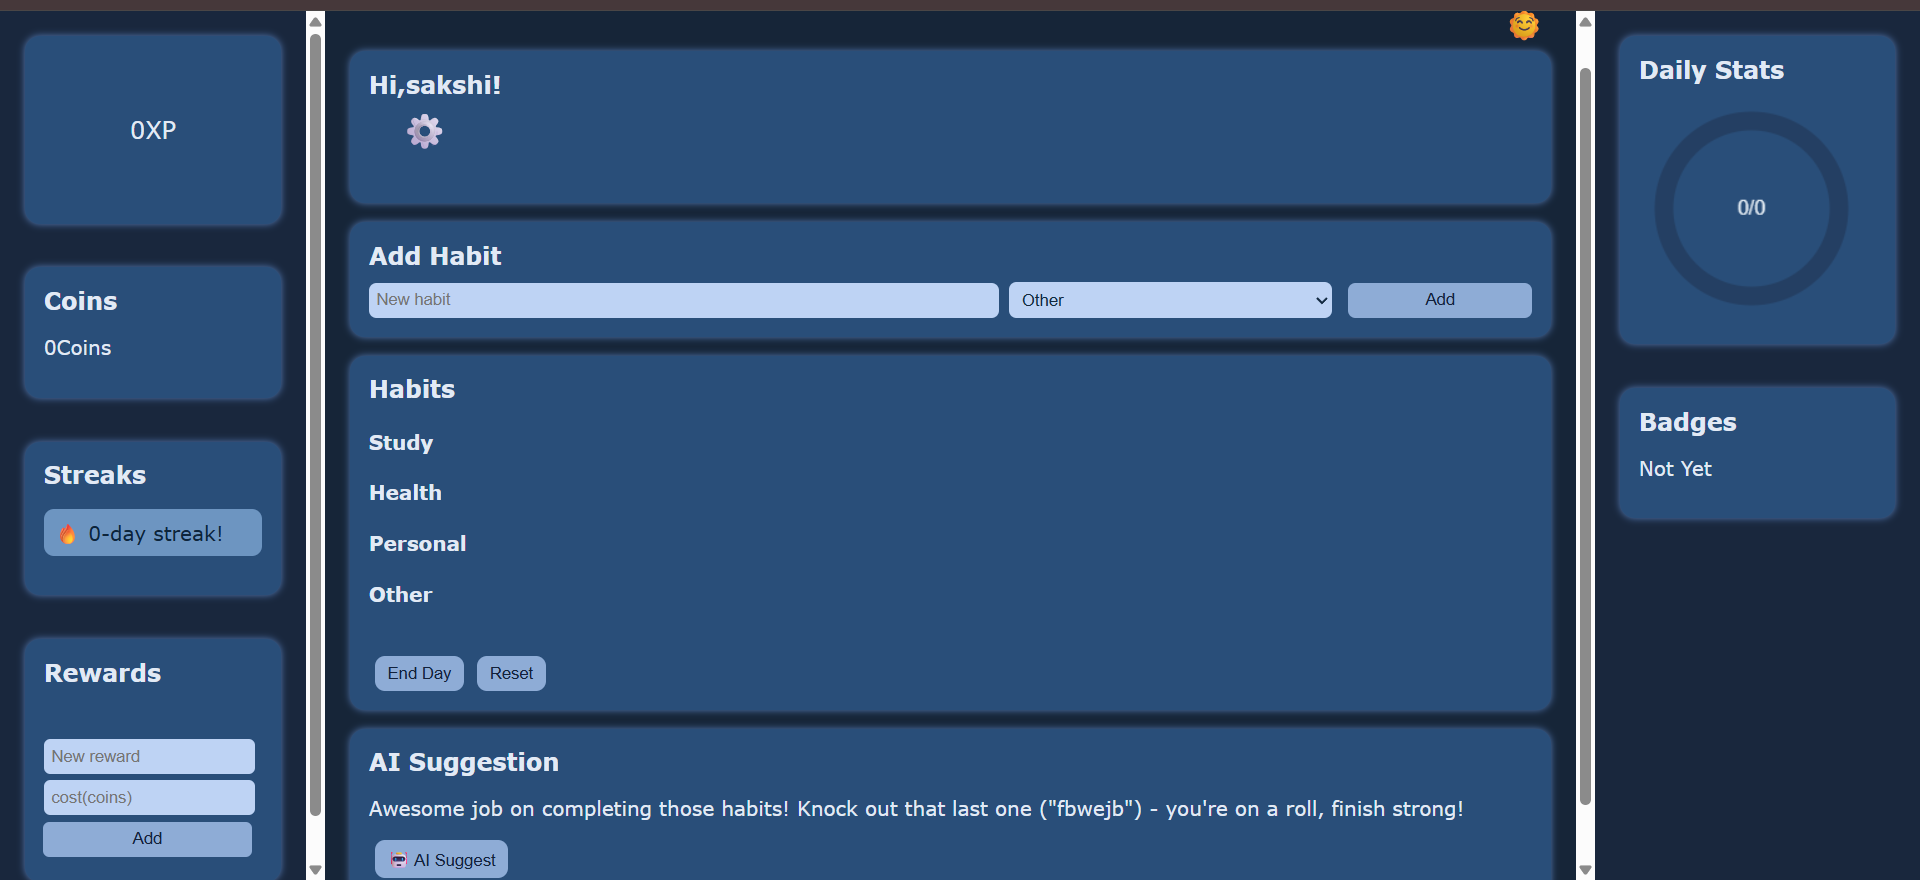 0XP
Coins
0Coins
Streaks
🔥 0-day streak!
Rewards
New reward
cost(coins)
Add
Hi,sakshi!
Add Habit
New habit
Other
Add
Habits
Study
Health
Personal
Other
End Day
Reset
AI Suggestion
Awesome job on completing those habits! Knock out that last one ("fbwejb") - you're on a roll, finish strong!
🤖 AI Suggest
Daily Stats
0/0
Badges
Not Yet